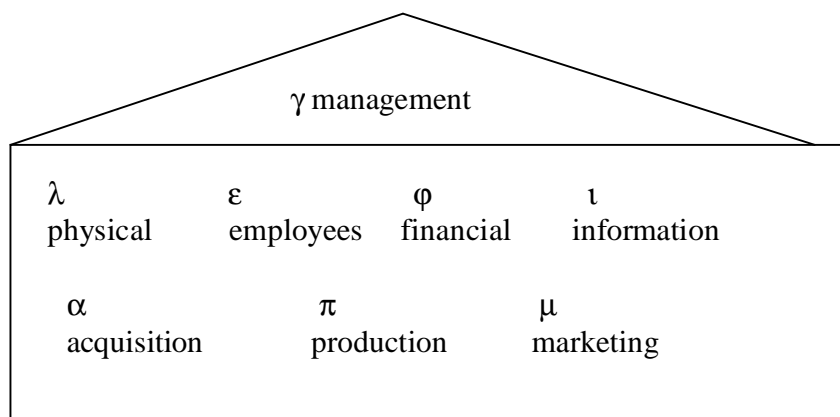 γ management
λ ε φ ι
physical employees financial information
α π μ
acquisition production marketing